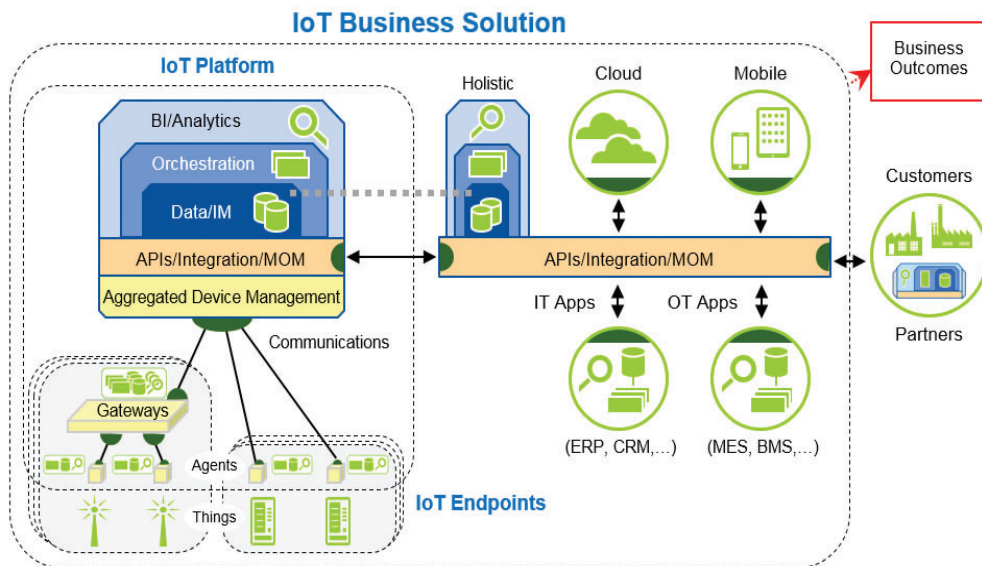 IoT Business Solution
IoT Platform
Business
Outcomes
BI/Analytics
Orchestration
Data/IM
APIs/Integration/MOM
Aggregated Device Management
Holistic
Cloud
Mobile
APIs/Integration/MOM
Customers
Partners
IT Apps
OT Apps
(ERP, CRM,...)
(MES, BMS,...)
Communications
Gateways
Agents
Things
IoT Endpoints